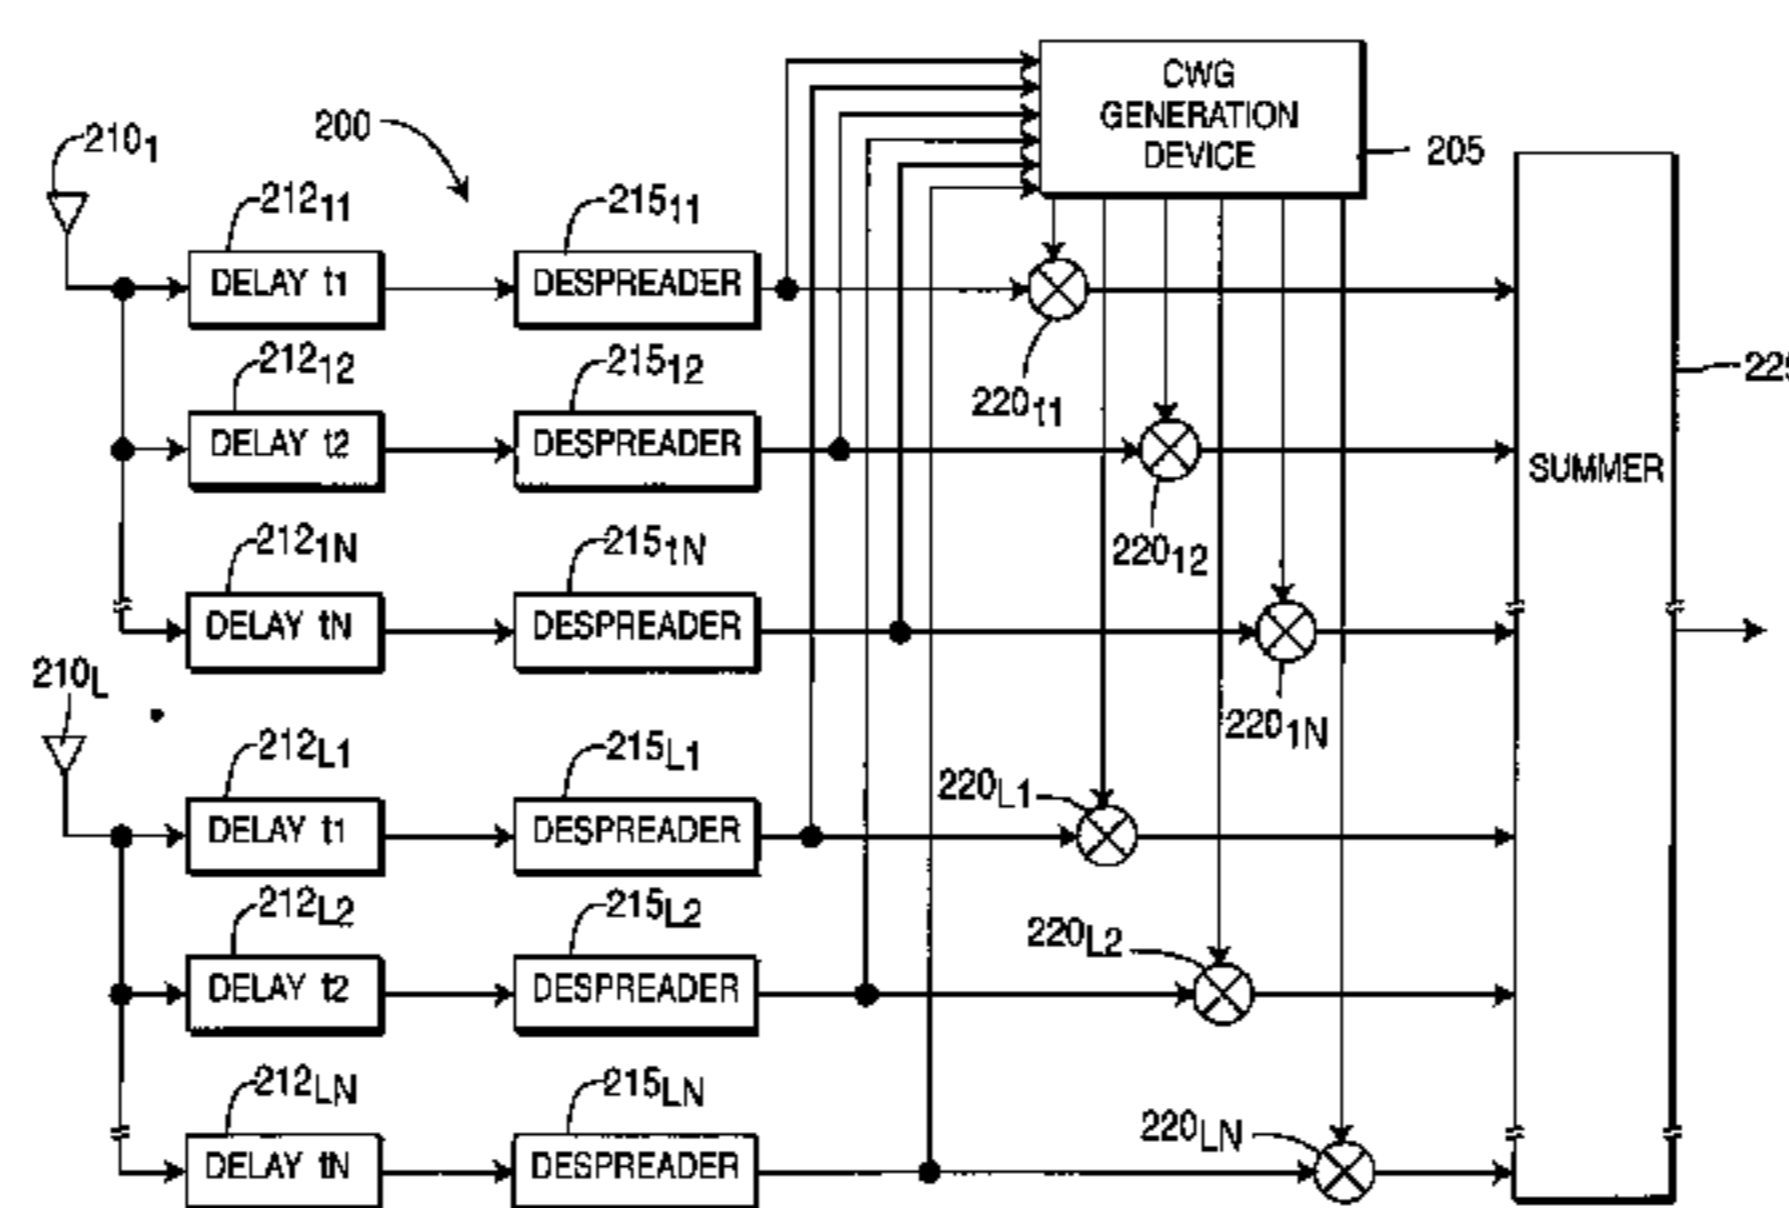 CWG
GENERATION
DEVICE
205
210₁
200
212₁₁
215₁₁
DELAY t1
DESPREADER
220₁₁
212₁₂
215₁₂
225
DELAY t2
DESPREADER
SUMMER
220₁₂
212₁N
215₁N
DELAY tN
DESPREADER
210L
220₁N
212L1
215L1
220L1
DELAY t1
DESPREADER
212L2
215L2
220L2
DELAY t2
DESPREADER
212LN
215LN
220LN
DELAY tN
DESPREADER